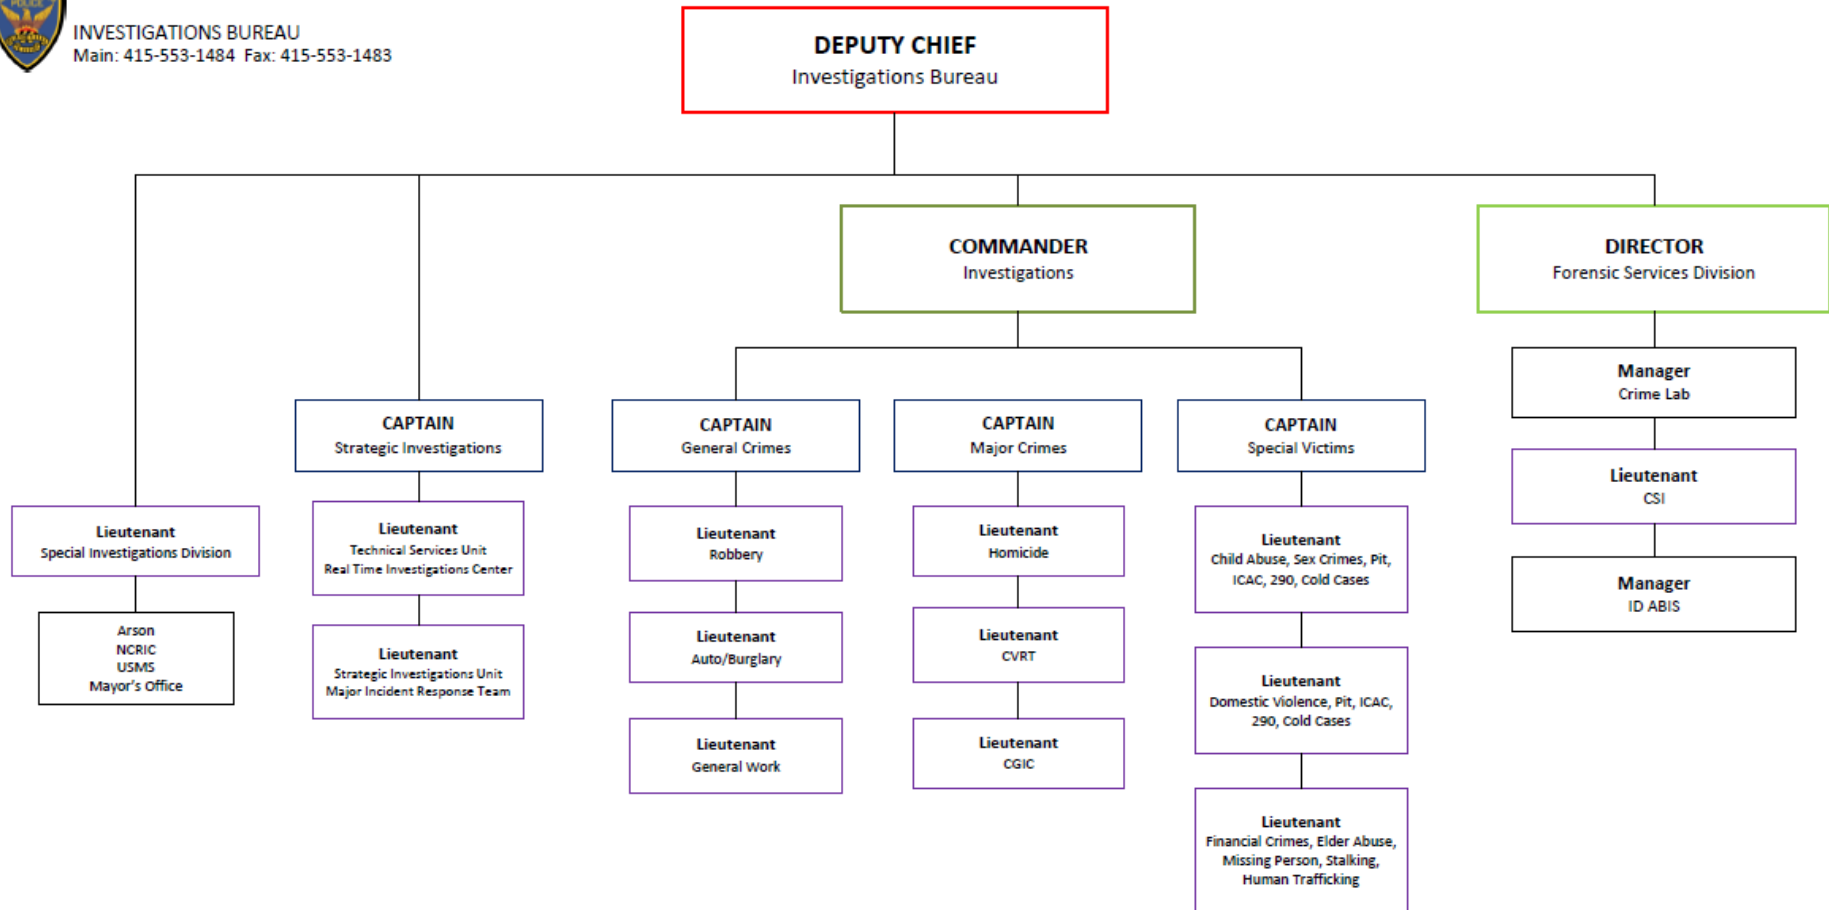 POLICE
INVESTIGATIONS BUREAU
Main: 415-553-1484 Fax: 415-553-1483
DEPUTY CHIEF
Investigations Bureau
COMMANDER
Investigations
DIRECTOR
Forensic Services Division
CAPTAIN
Strategic Investigations
CAPTAIN
General Crimes
CAPTAIN
Major Crimes
CAPTAIN
Special Victims
Manager
Crime Lab
Lieutenant
CSI
Manager
ID ABIS
Lieutenant
Special Investigations Division
Arson
NCRIC
USMS
Mayor's Office
Lieutenant
Technical Services Unit
Real Time Investigations Center
Lieutenant
Strategic Investigations Unit
Major Incident Response Team
Lieutenant
Robbery
Lieutenant
Auto/Burglary
Lieutenant
General Work
Lieutenant
Homicide
Lieutenant
CVRT
Lieutenant
CGIC
Lieutenant
Child Abuse, Sex Crimes, Pit,
ICAC, 290, Cold Cases
Lieutenant
Domestic Violence, Pit, ICAC,
290, Cold Cases
Lieutenant
Financial Crimes, Elder Abuse,
Missing Person, Stalking,
Human Trafficking